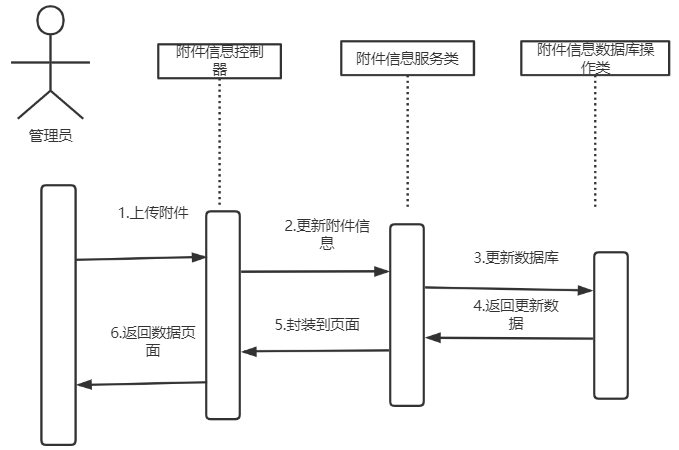 附件信息控制
器
附件信息服务类
附件信息数据库操
作类
管理员
1.上传附件
2.更新附件信
息
3.更新数据库
4.返回更新数
据
5.封装到页面
6.返回数据页
面